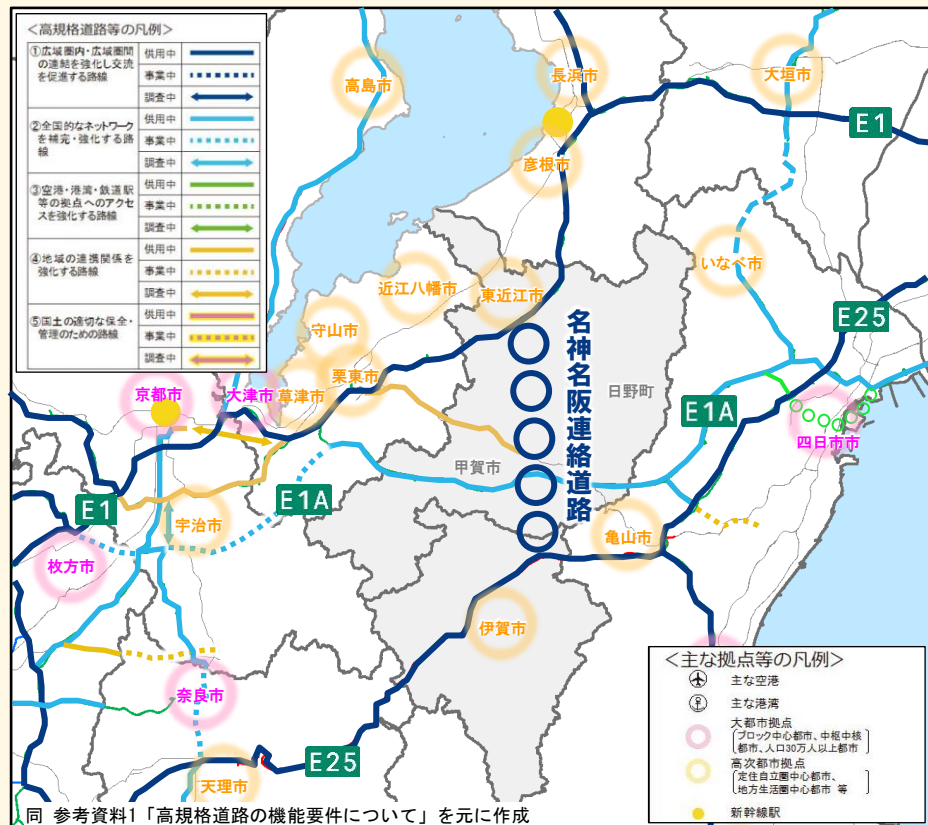 <高規格道路等の凡例>
①広域圏内・広域圏間
の連結を強化し交流
を促進する路線
供用中
事業中
調査中
②全国的なネットワーク
を補完・強化する路
線
供用中
事業中
調査中
③空港・港湾・鉄道駅
等の拠点へのアクセ
スを強化する路線
供用中
事業中
調査中
④地域の連携関係を
強化する路線
供用中
事業中
調査中
⑤国土の適切な保全・
管理のための路線
供用中
事業中
調査中
高島市
長浜市
大垣市
E1
彦根市
いなべ市
近江八幡市
東近江市
E25
守山市
名神名阪連絡道路
栗東市
日野町
京都市
大津市
草津市
E1A
四日市市
甲賀市
E1
E1A
宇治市
亀山市
枚方市
伊賀市
奈良市
E25
天理市
<主な拠点等の凡例>
主な空港
主な港湾
大都市拠点
ブロック中心都市、中枢中核
都市、人口30万人以上都市
高次都市拠点
定住自立圏中心都市、
地方生活圏中心都市 等
新幹線駅
同 参考資料1「高規格道路の機能要件について」を元に作成